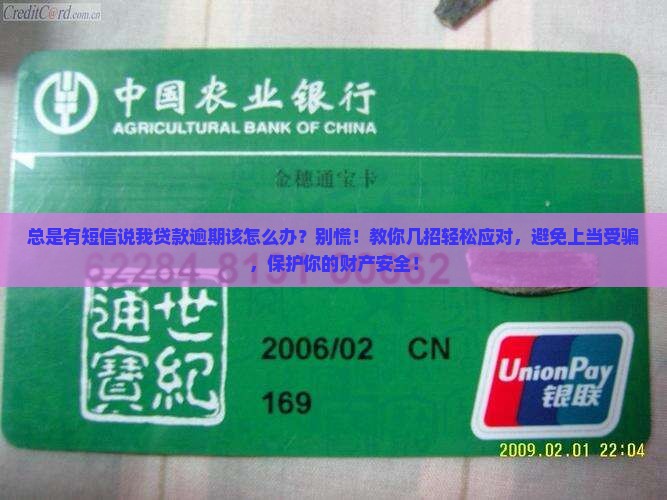 CreditCard.com.cn
中国农业银行
AGRICULTURAL BANK OF CHINA
金穗通宝卡
总是有短信说我贷款逾期该怎么办？别慌！教你几招轻松应对，避免上当受骗
，保护你的财产安全！
世紀
通寶
2006/02 CN
169
UnionPay
银联
2009.02.01 22:04